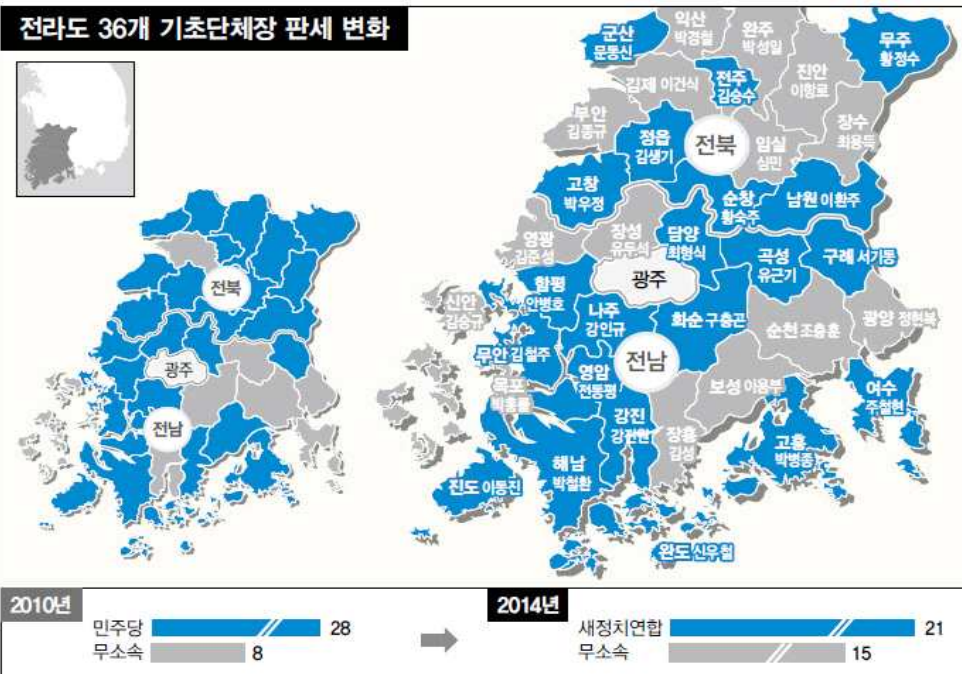 전라도 36개 기초단체장 판세 변화
군산
문동신
익산
박경철
완주
박성일
무주
황정수
김제 이건식
전주
김승수
진안
이항로
부안
김종규
정읍
김생기
전북
임실
심민
장수
최용득
고창
박우정
순창
황숙주
남원 이환주
영광
김준성
장성
유두석
담양
최형식
곡성
유근기
구례 서기동
함평
안병호
광주
신안
나주
강인규
화순 구충곤
순천 조충훈
광양 정현복
무안 김철주
영암
전동평
전남
목포
박홍률
보성 이용부
여수
주철현
강진
강진원
장흥
김성
고흥
박병종
해남
박철환
진도 이동진
완도 신우철
전북
광주
전남
2010년
민주당 28
무소속 8
2014년
새정치연합 21
무소속 15